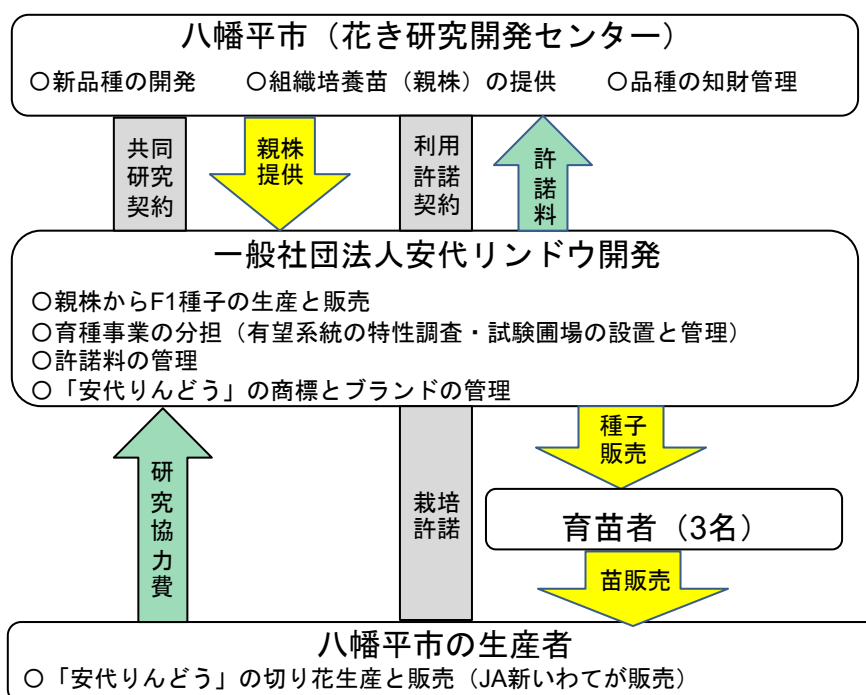 八幡平市（花き研究開発センター）
○新品種の開発　○組織培養苗（親株）の提供　○品種の知財管理
共同
研究
契約
親株
提供
利用
許諾
契約
許諾料
一般社団法人安代リンドウ開発
○親株からF1種子の生産と販売
○育種事業の分担（有望系統の特性調査・試験圃場の設置と管理）
○許諾料の管理
○「安代りんどう」の商標とブランドの管理
研究協力費
栽培
許諾
種子
販売
育苗者（3名）
苗販売
八幡平市の生産者
○「安代りんどう」の切り花生産と販売（JA新いわてが販売）